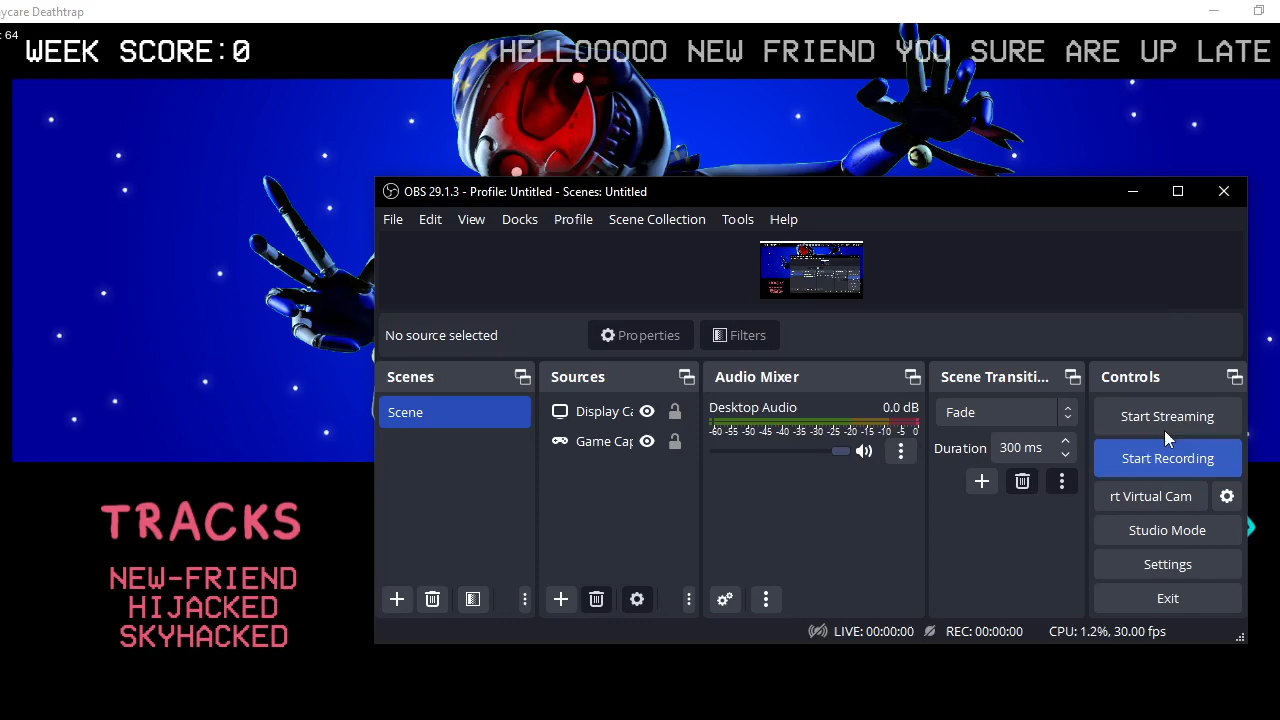 ycare Deathtrap
: 64
WEEK SCORE:0
HELLOOOOO NEW FRIEND YOU SURE ARE UP LATE
OBS 29.1.3 - Profile: Untitled - Scenes: Untitled
File Edit View Docks Profile Scene Collection Tools Help
No source selected
Properties
Filters
Scenes
Scene
Sources
Display Ca
Game Cap
Audio Mixer
Desktop Audio 0.0 dB
-60 -55 -50 -45 -40 -35 -30 -25 -20 -15 -10 -5 0
Scene Transiti...
Fade
Duration 300 ms
Controls
Start Streaming
Start Recording
rt Virtual Cam
Studio Mode
Settings
Exit
LIVE: 00:00:00 REC: 00:00:00 CPU: 1.2%, 30.00 fps
TRACKS
NEW-FRIEND
HIJACKED
SKYHACKED